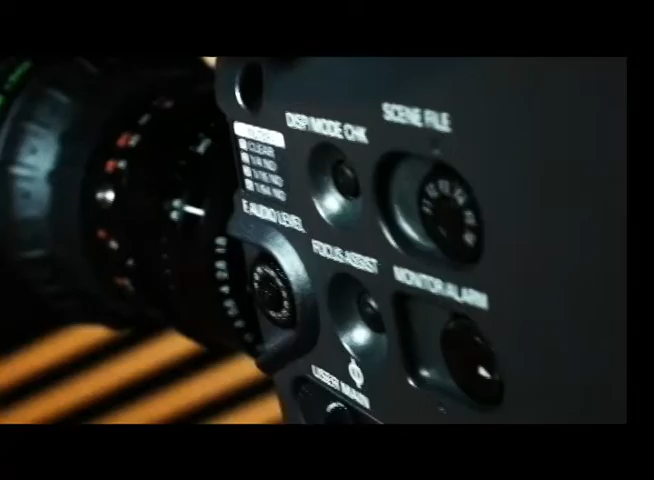 SCENE FILE
DISP MODE CHK
CLEAR
1/4 ND
1/16 ND
1/64 ND
F. AUDIO LEVEL
FOCUS ASSIST
MONITOR ALARM
USER MAIN